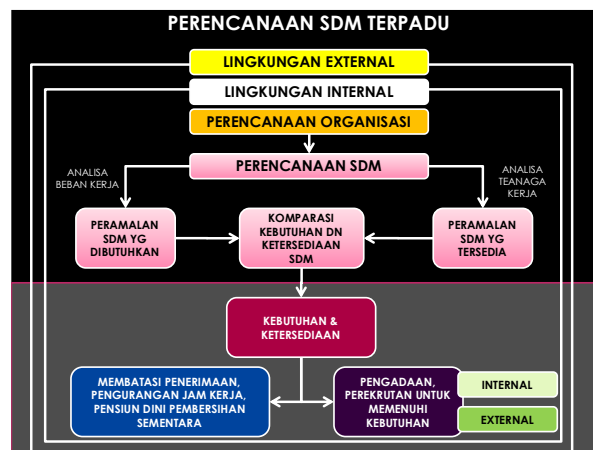 PERENCANAAN SDM TERPADU
LINGKUNGAN EXTERNAL
LINGKUNGAN INTERNAL
PERENCANAAN ORGANISASI
PERENCANAAN SDM
ANALISA
BEBAN KERJA
ANALISA
TEANAGA
KERJA
PERAMALAN
SDM YG
DIBUTUHKAN
KOMPARASI
KEBUTUHAN DN
KETERSEDIAAN
SDM
PERAMALAN
SDM YG
TERSEDIA
KEBUTUHAN &
KETERSEDIAAN
MEMBATASI PENERIMAAN,
PENGURANGAN JAM KERJA,
PENSIUN DINI PEMBERSIHAN
SEMENTARA
PENGADAAN,
PEREKRUTAN UNTUK
MEMENUHI
KEBUTUHAN
INTERNAL
EXTERNAL